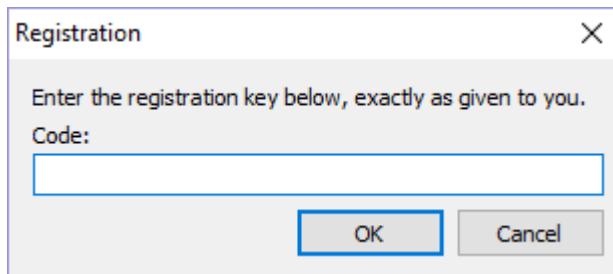 Registration
Enter the registration key below, exactly as given to you.
Code:
OK Cancel